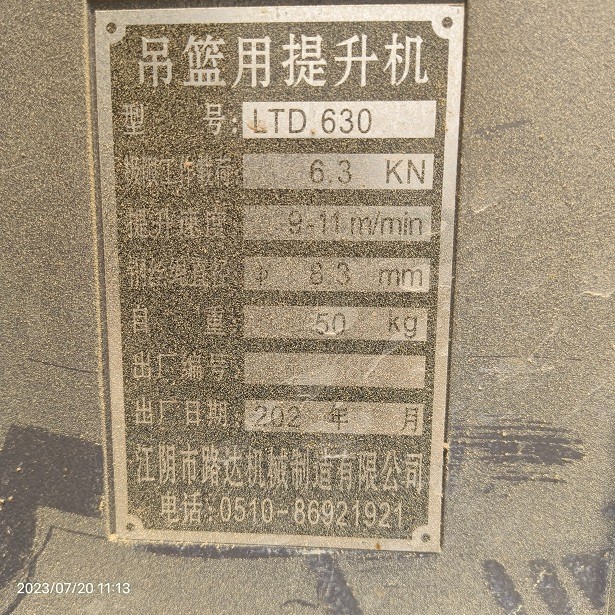 吊篮用提升机
型 号: LTD 630
额定工作载荷 6.3 KN
提升速度: 9-11 m/min
钢丝绳直径 φ 8.3 mm
自 重: 50 kg
出厂编号:
出厂日期: 202 年 月
江阴市路达机械制造有限公司
电话:0510-86921921
2023/07/20 11:13